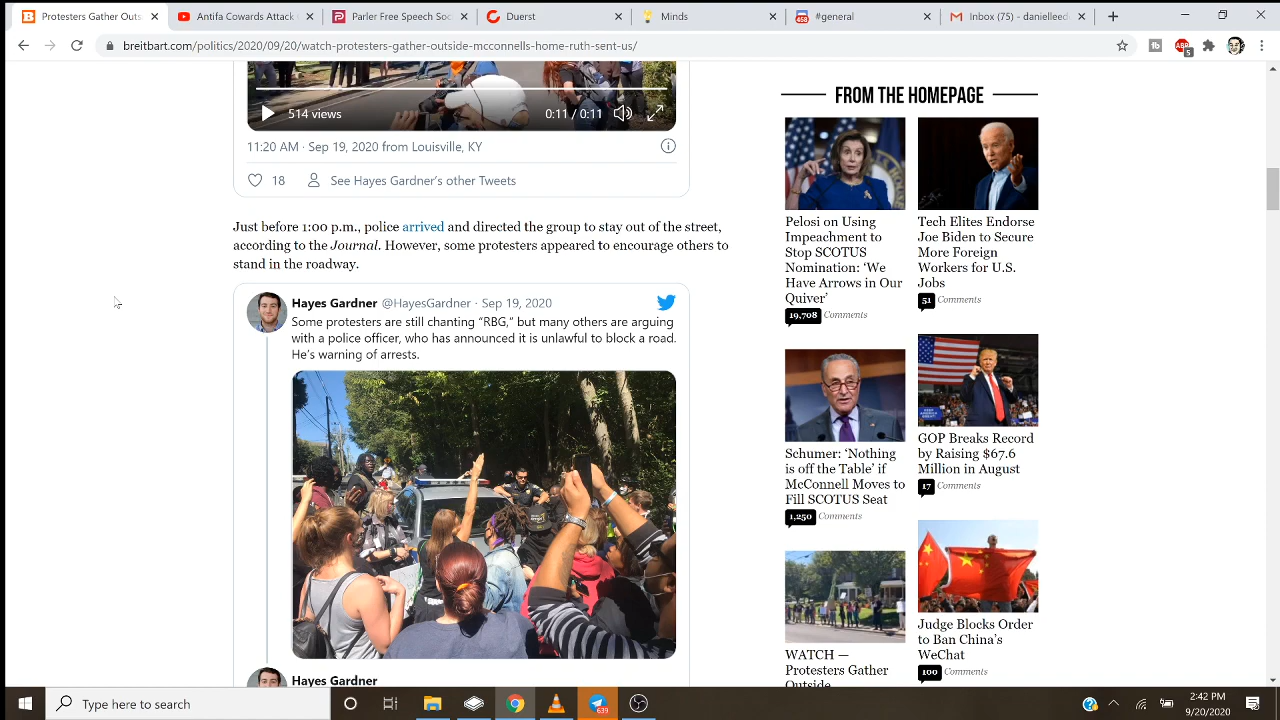 Protesters Gather Outs
Antifa Cowards Attack
Parler Free Speech Soc
Duerst
Minds
#general
Inbox (75) - danielleed
breitbart.com/politics/2020/09/20/watch-protesters-gather-outside-mcconnells-home-ruth-sent-us/
tb
ABP
5
514 views
0:11 / 0:11
11:20 AM · Sep 19, 2020 from Louisville, KY
18
See Hayes Gardner's other Tweets
Just before 1:00 p.m., police arrived and directed the group to stay out of the street,
according to the Journal. However, some protesters appeared to encourage others to
stand in the roadway.
Hayes Gardner @HayesGardner · Sep 19, 2020
Some protesters are still chanting “RBG,” but many others are arguing
with a police officer, who has announced it is unlawful to block a road.
He's warning of arrests.
Hayes Gardner
FROM THE HOMEPAGE
Pelosi on Using
Impeachment to
Stop SCOTUS
Nomination: ‘We
Have Arrows in Our
Quiver’
19,708 Comments
Tech Elites Endorse
Joe Biden to Secure
More Foreign
Workers for U.S.
Jobs
51 Comments
Schumer: ‘Nothing
is off the Table’ if
McConnell Moves to
Fill SCOTUS Seat
1,250 Comments
GOP Breaks Record
by Raising $67.6
Million in August
17 Comments
WATCH —
Protesters Gather
Outside
Judge Blocks Order
to Ban China’s
WeChat
100 Comments
Type here to search
639
2:42 PM
9/20/2020